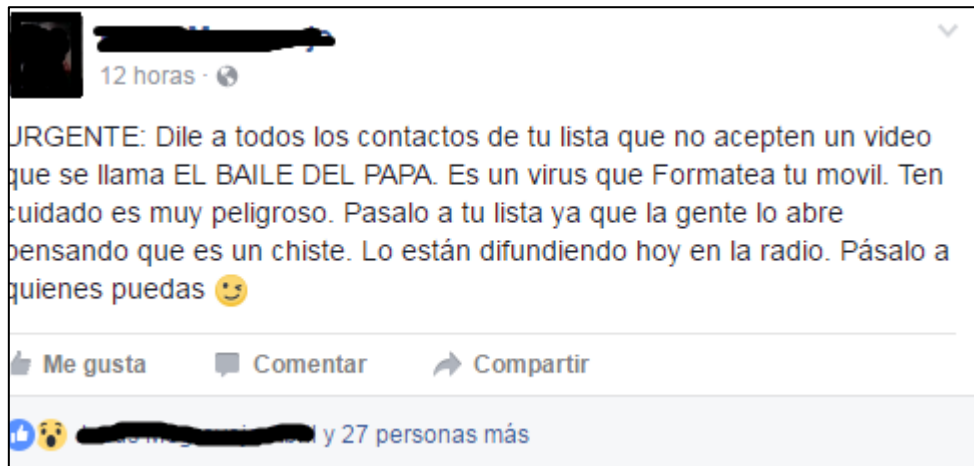 12 horas ·
URGENTE: Dile a todos los contactos de tu lista que no acepten un video
que se llama EL BAILE DEL PAPA. Es un virus que Formatea tu movil. Ten
cuidado es muy peligroso. Pasalo a tu lista ya que la gente lo abre
pensando que es un chiste. Lo están difundiendo hoy en la radio. Pásalo a
quienes puedas 😉
Me gusta Comentar Compartir
y 27 personas más